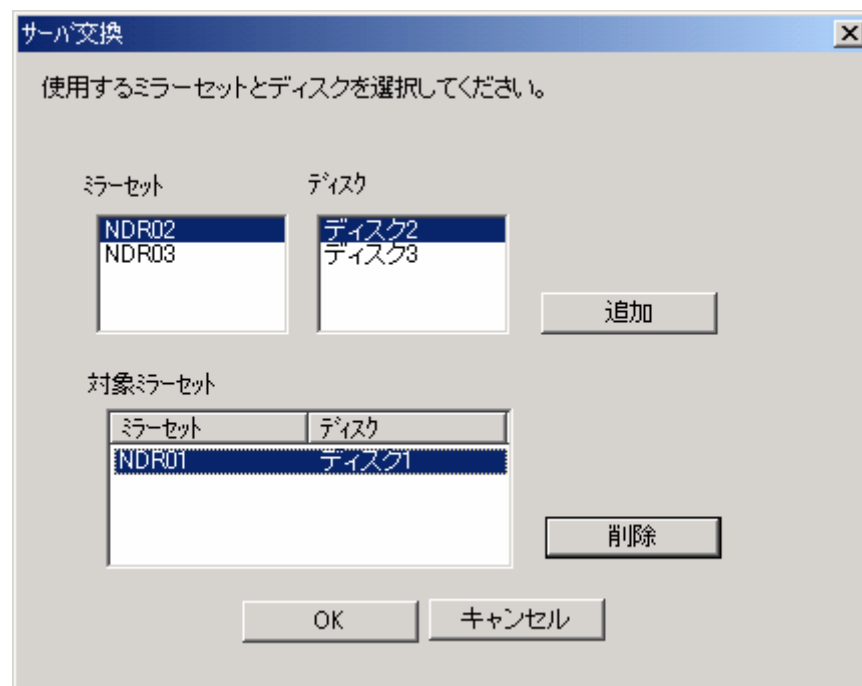 サーバ交換
使用するミラーセットとディスクを選択してください。
ミラーセット ディスク
NDR02 ディスク2
NDR03 ディスク3
追加
対象ミラーセット
ミラーセット ディスク
NDR01 ディスク1
削除
OK キャンセル